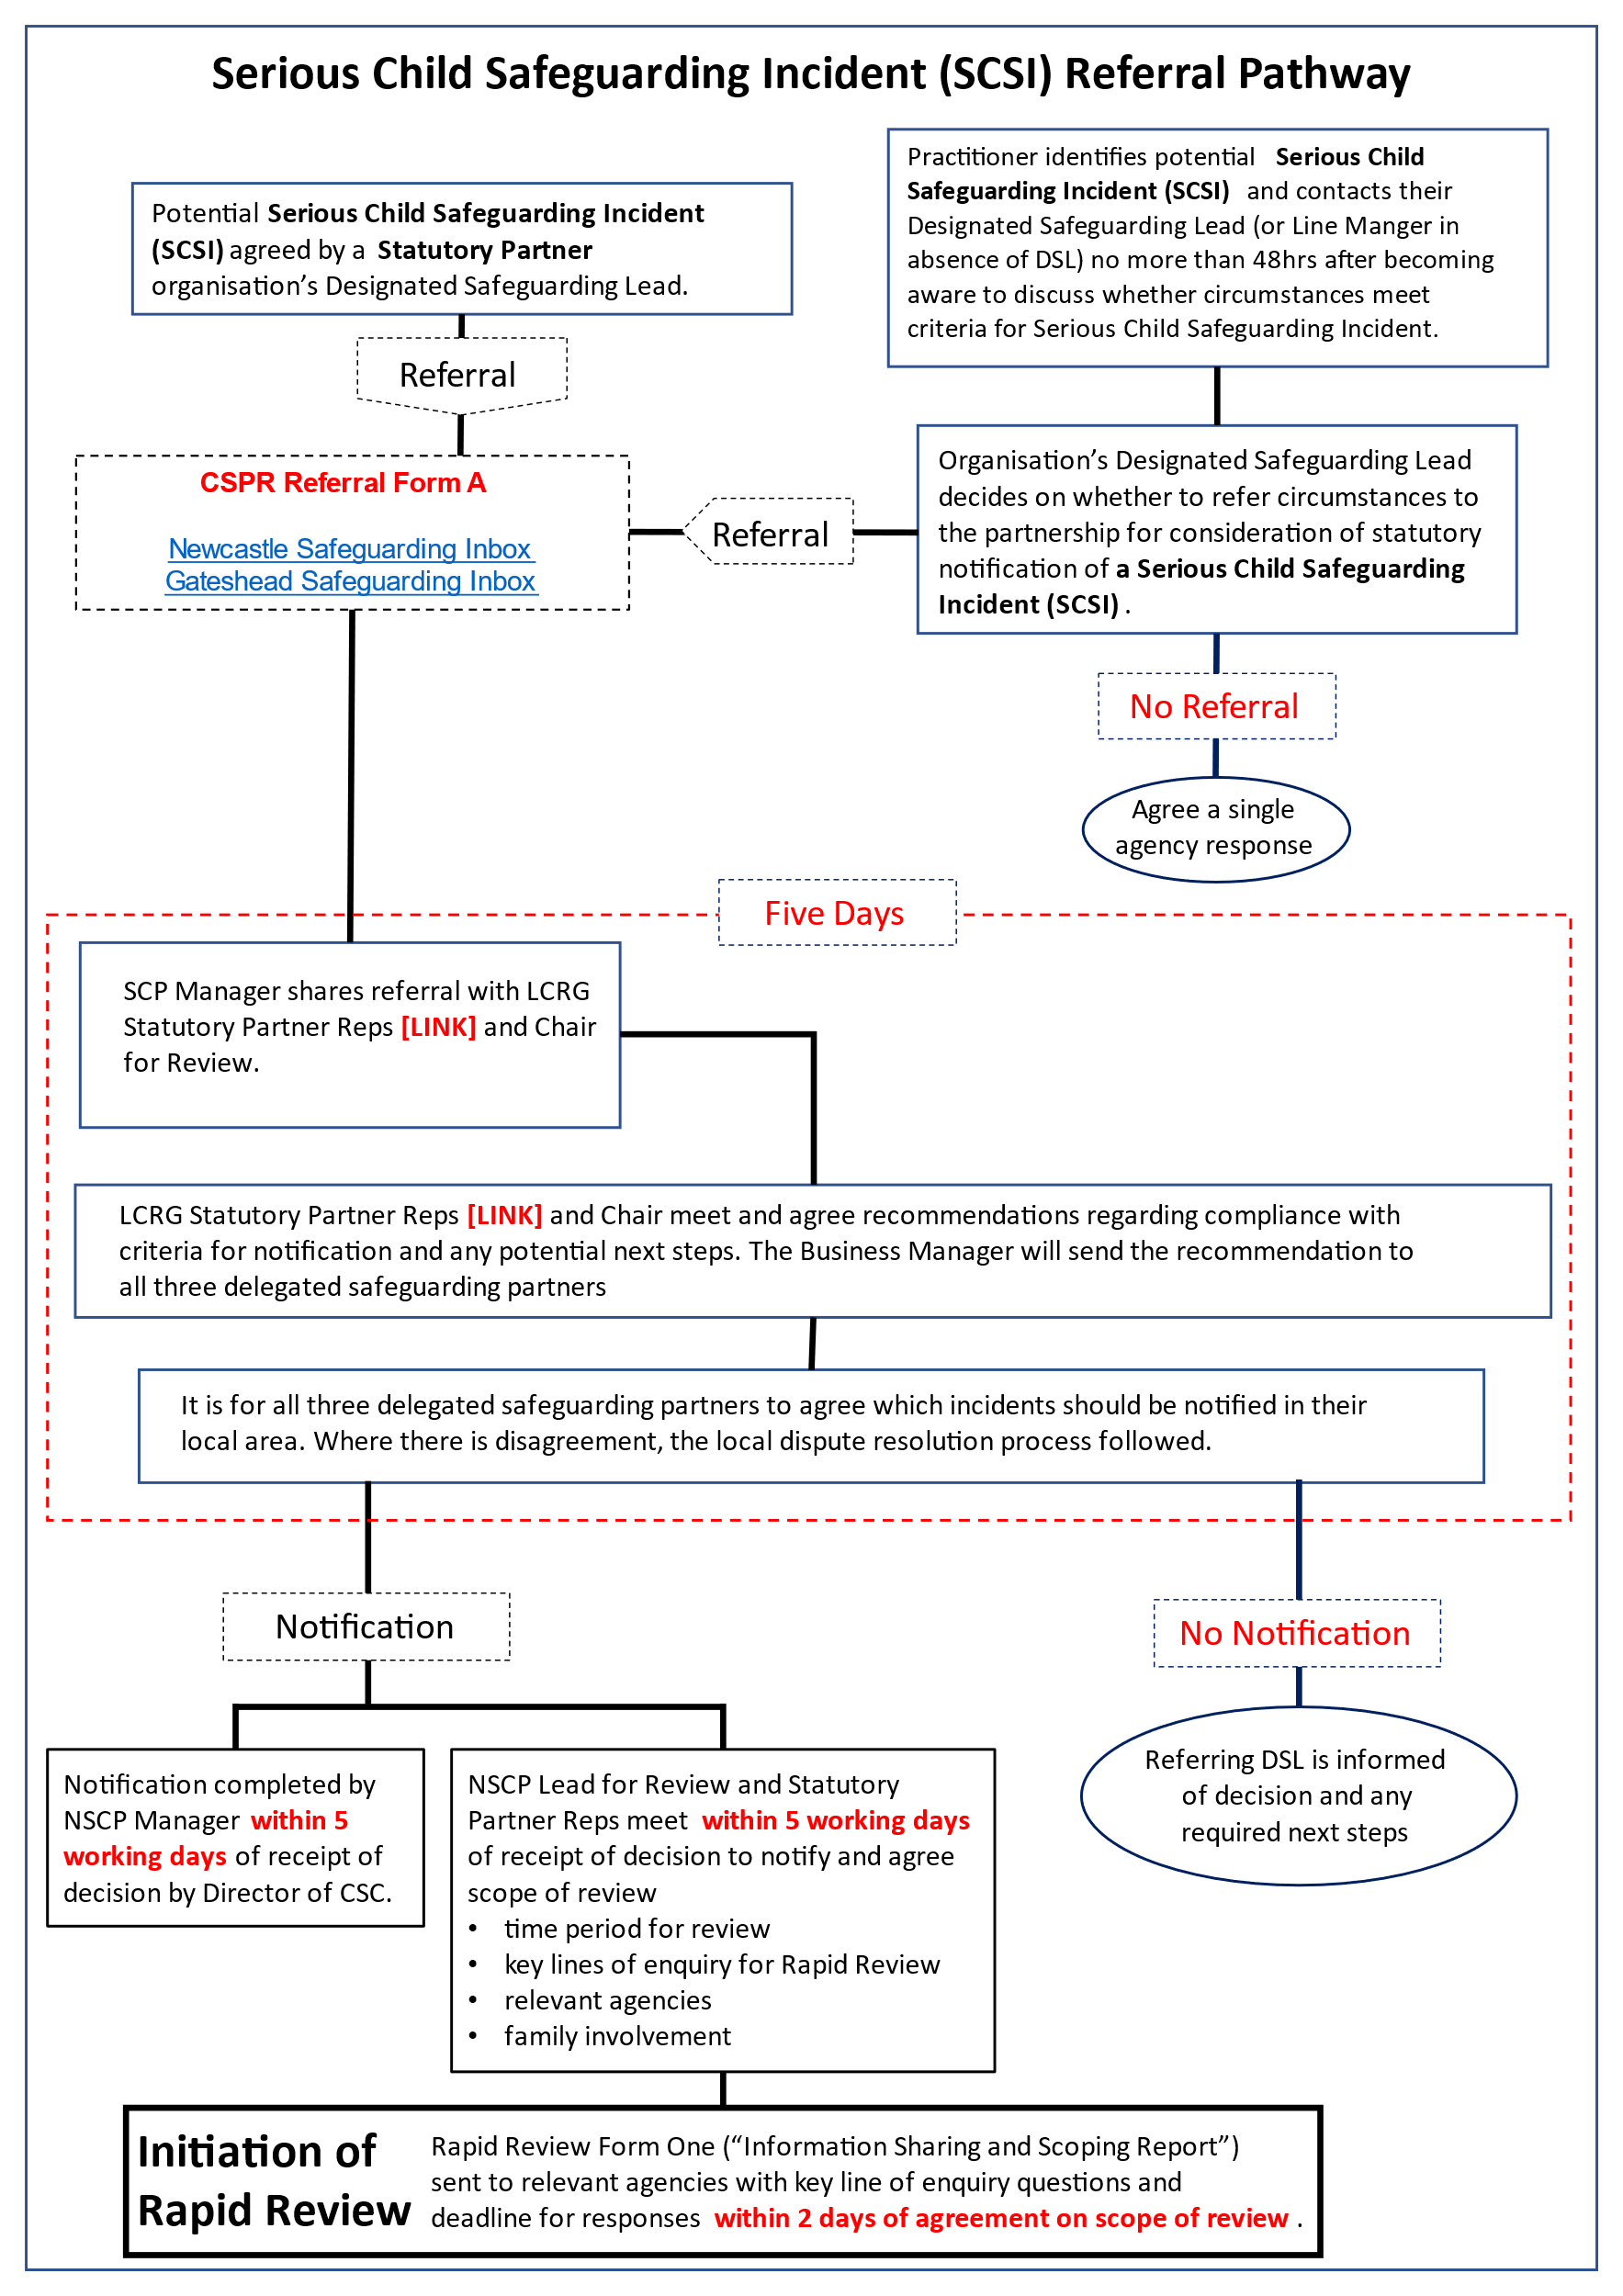 Serious Child Safeguarding Incident (SCSI) Referral Pathway
Potential Serious Child Safeguarding Incident
(SCSI) agreed by a Statutory Partner
organisation’s Designated Safeguarding Lead.
Practitioner identifies potential Serious Child
Safeguarding Incident (SCSI) and contacts their
Designated Safeguarding Lead (or Line Manger in
absence of DSL) no more than 48hrs after becoming
aware to discuss whether circumstances meet
criteria for Serious Child Safeguarding Incident.
Referral
CSPR Referral Form A
Newcastle Safeguarding Inbox
Gateshead Safeguarding Inbox
Referral
Organisation’s Designated Safeguarding Lead
decides on whether to refer circumstances to
the partnership for consideration of statutory
notification of a Serious Child Safeguarding
Incident (SCSI) .
No Referral
Agree a single
agency response
Five Days
SCP Manager shares referral with LCRG
Statutory Partner Reps [LINK] and Chair
for Review.
LCRG Statutory Partner Reps [LINK] and Chair meet and agree recommendations regarding compliance with
criteria for notification and any potential next steps. The Business Manager will send the recommendation to
all three delegated safeguarding partners
It is for all three delegated safeguarding partners to agree which incidents should be notified in their
local area. Where there is disagreement, the local dispute resolution process followed.
Notification
No Notification
Notification completed by
NSCP Manager within 5
working days of receipt of
decision by Director of CSC.
NSCP Lead for Review and Statutory
Partner Reps meet within 5 working days
of receipt of decision to notify and agree
scope of review
• time period for review
• key lines of enquiry for Rapid Review
• relevant agencies
• family involvement
Referring DSL is informed
of decision and any
required next steps
Initiation of
Rapid Review
Rapid Review Form One (“Information Sharing and Scoping Report”)
sent to relevant agencies with key line of enquiry questions and
deadline for responses within 2 days of agreement on scope of review .